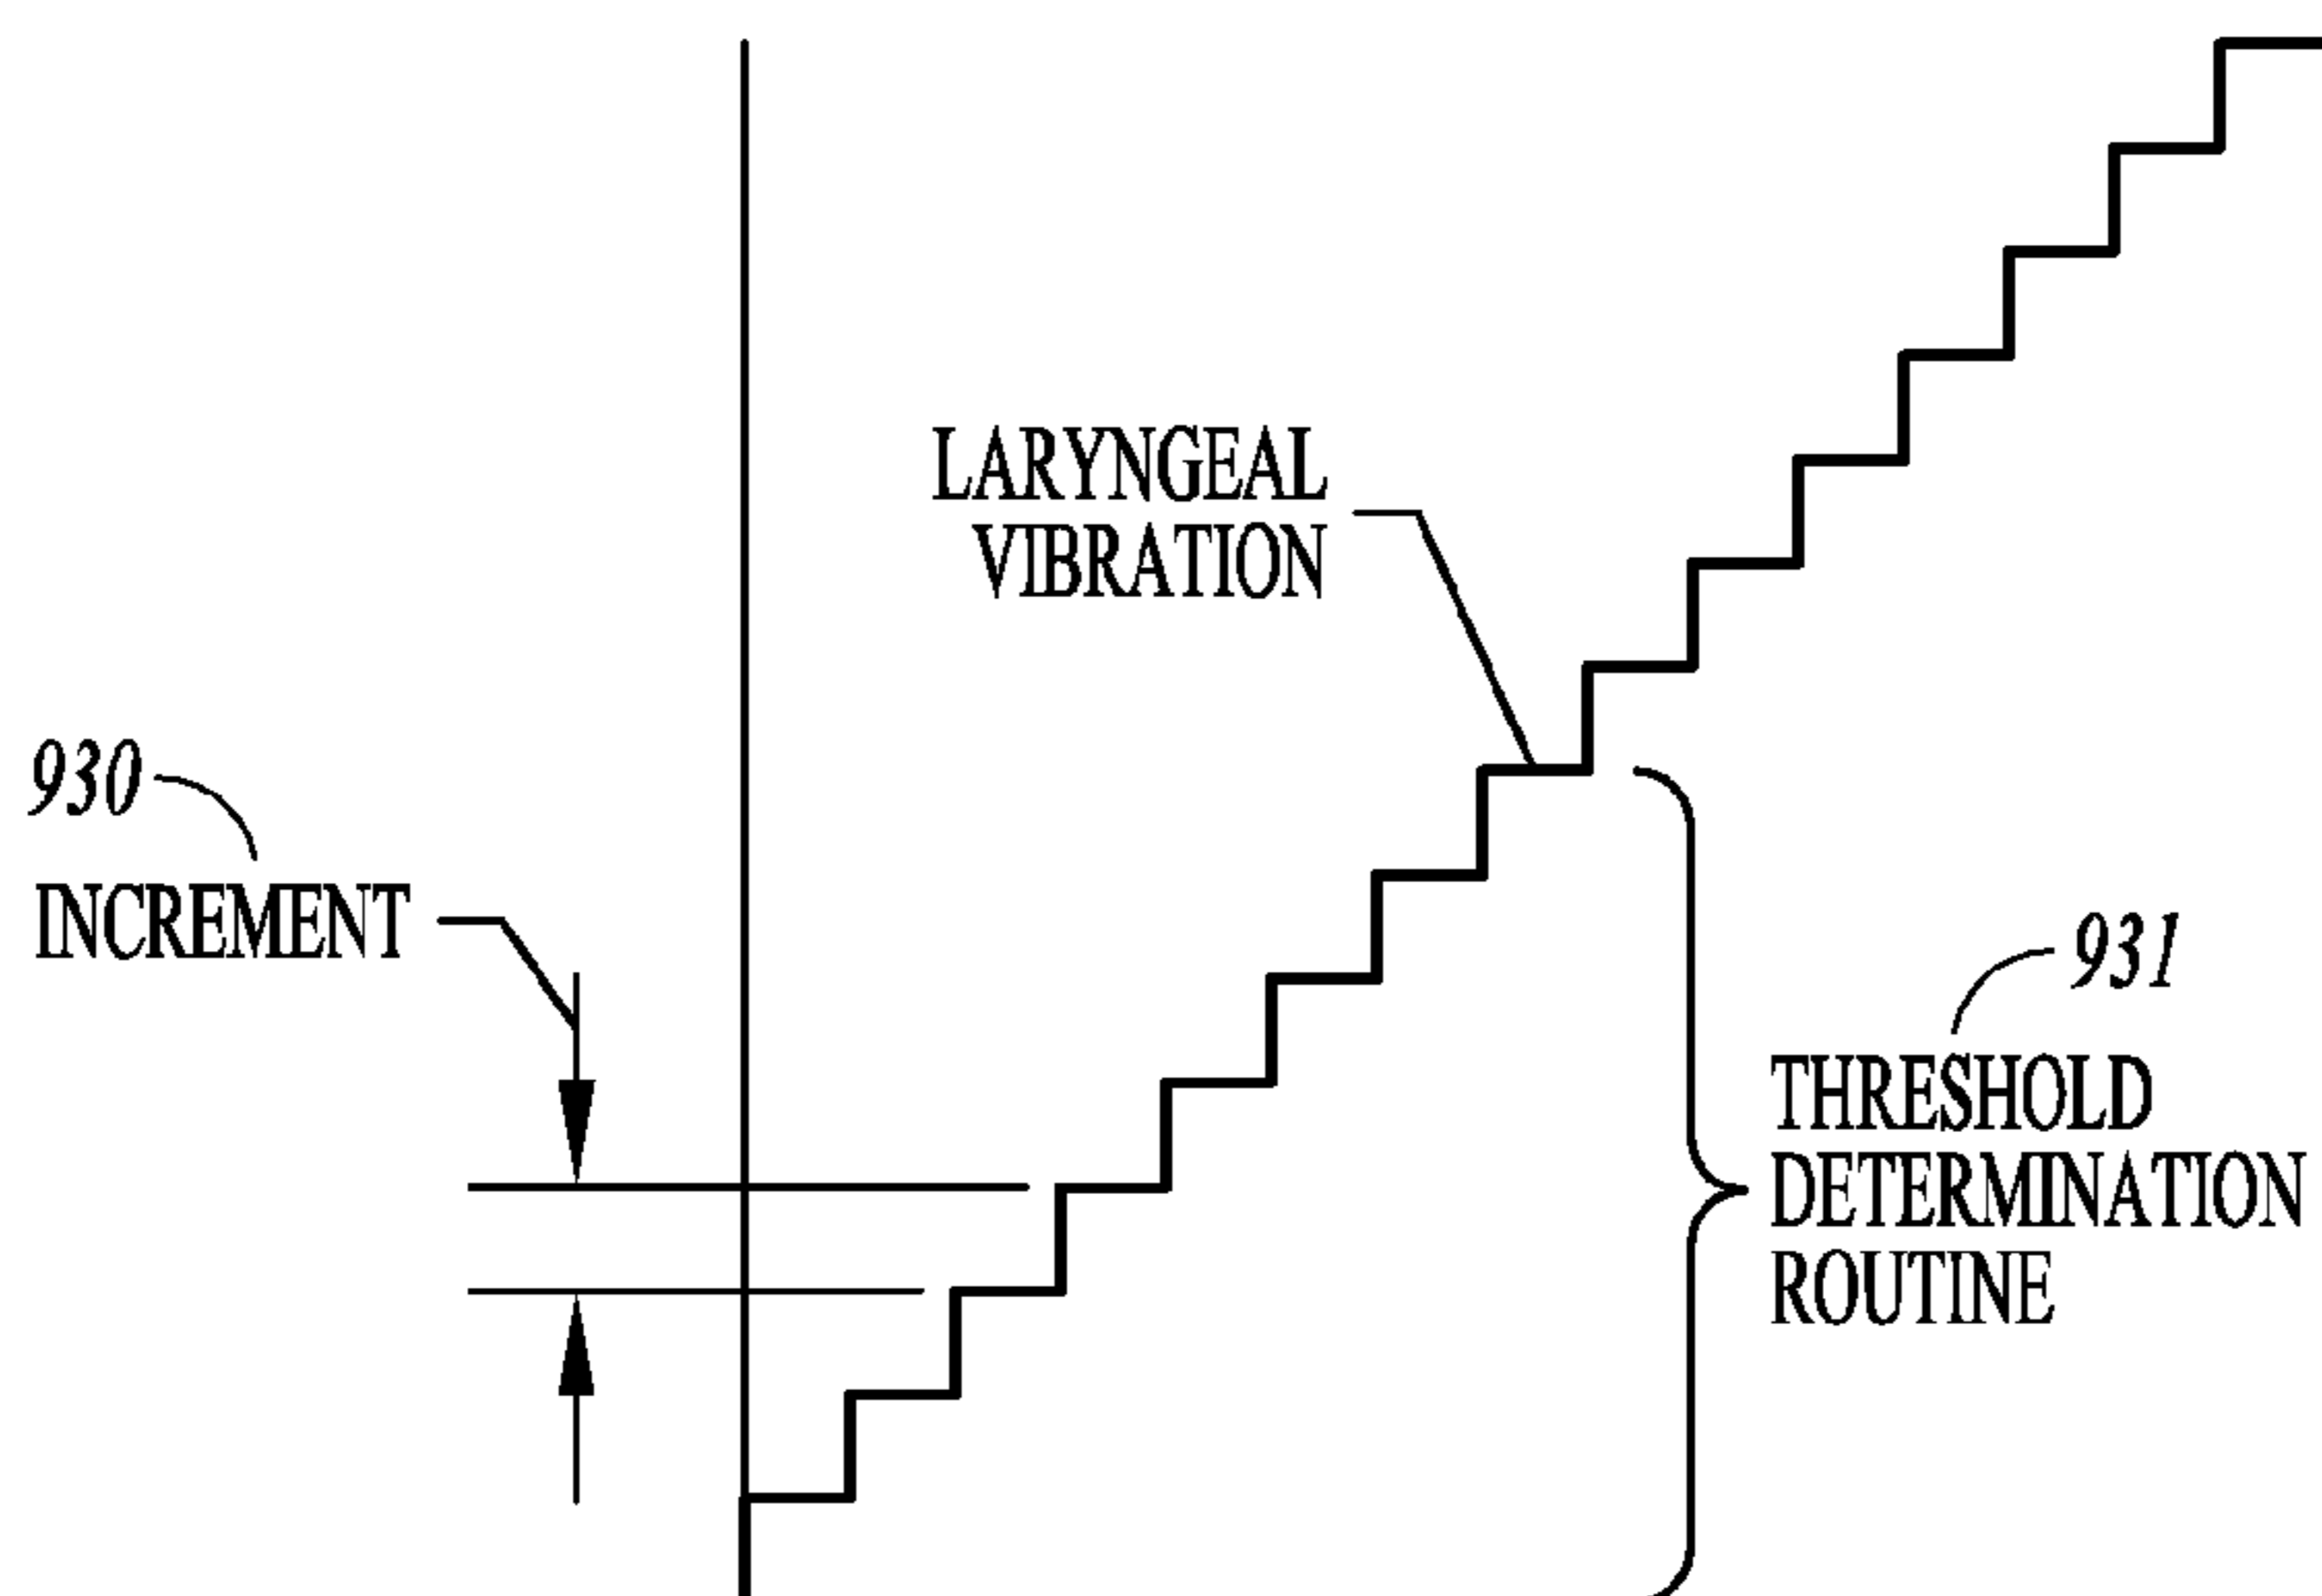 LARYNGEAL
VIBRATION
930
INCREMENT
931
THRESHOLD
DETERMINATION
ROUTINE